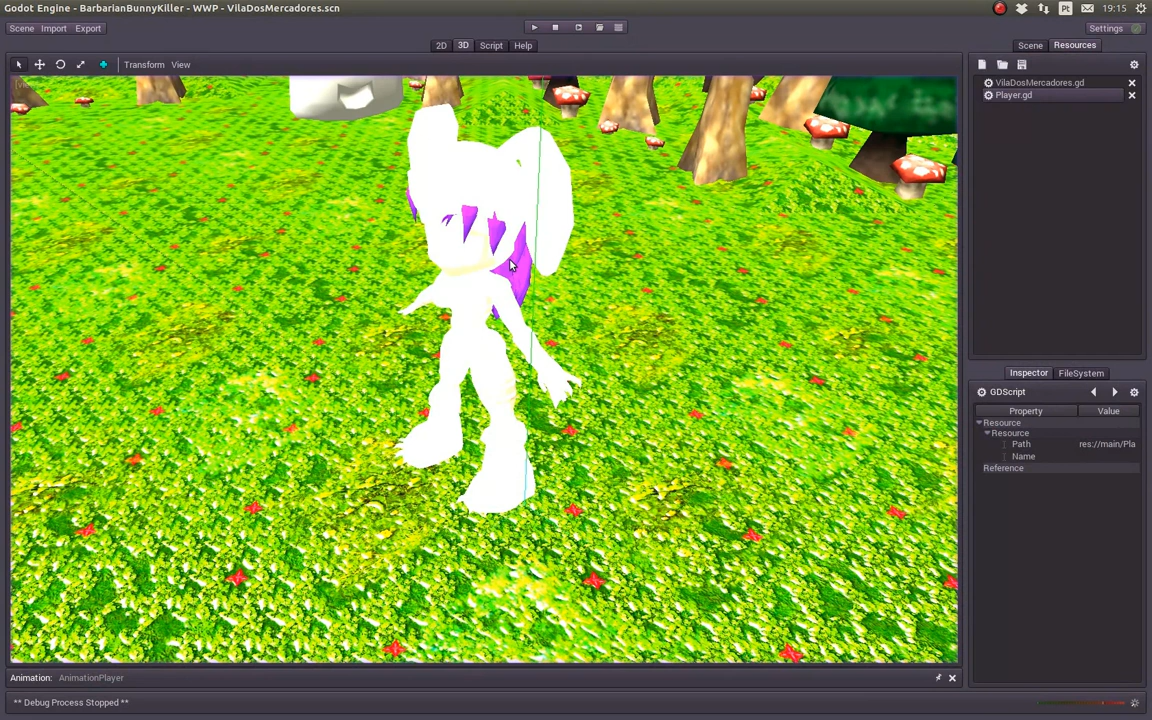 Godot Engine - BarbarianBunnyKiller - WWP - VilaDosMercadores.scn
Pt
19:15
Scene Import Export
Settings
2D 3D Script Help
Scene Resources
Transform View
VilaDosMercadores.gd
Player.gd
Inspector FileSystem
GDScript
Property Value
Resource
Resource
Path res://main/Pla
Name
Reference
Animation: AnimationPlayer
** Debug Process Stopped **